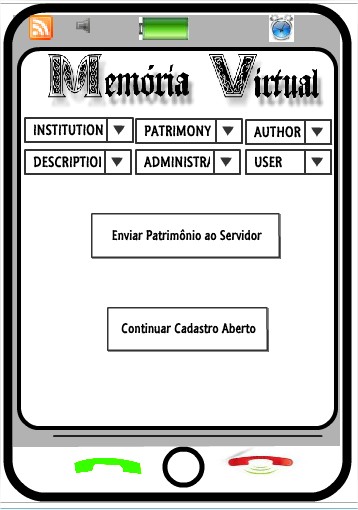 Memória Virtual
INSTITUTION PATRIMONY AUTHOR
DESCRIPTIOI ADMINISTRA USER
Enviar Patrimônio ao Servidor
Continuar Cadastro Aberto